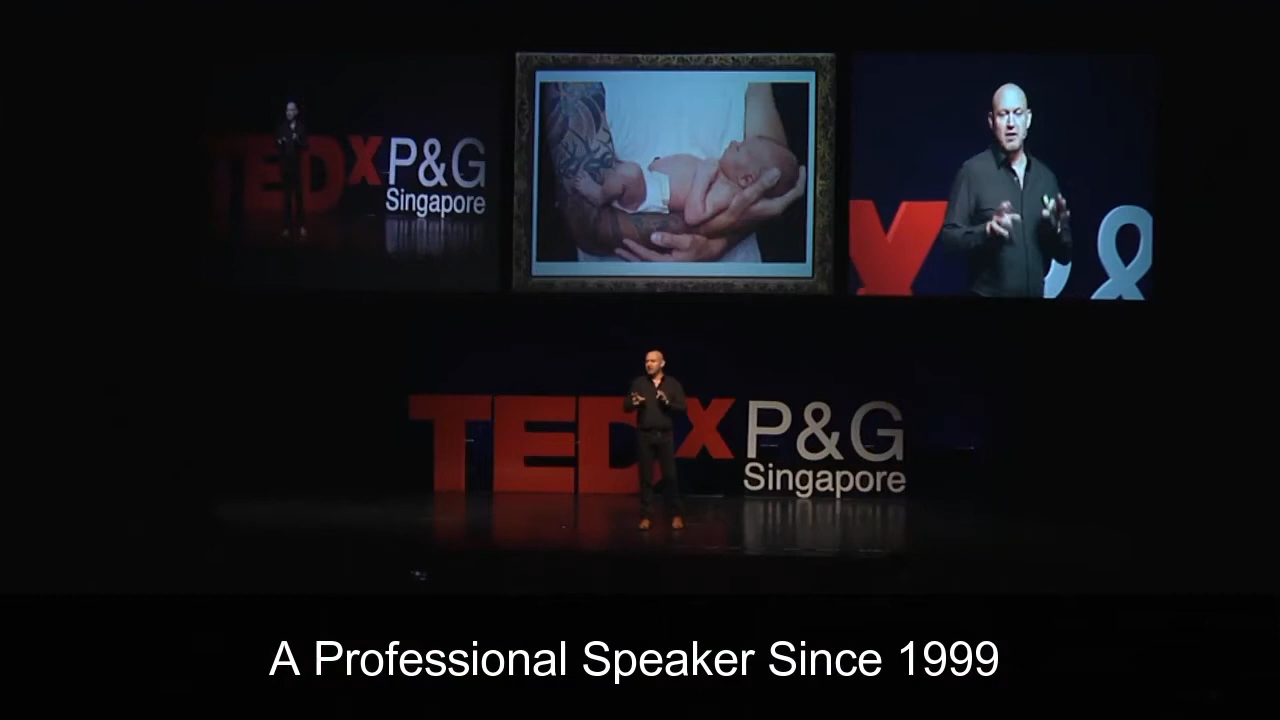 TEDx P&G
Singapore
X &
TEDx P&G
Singapore
A Professional Speaker Since 1999